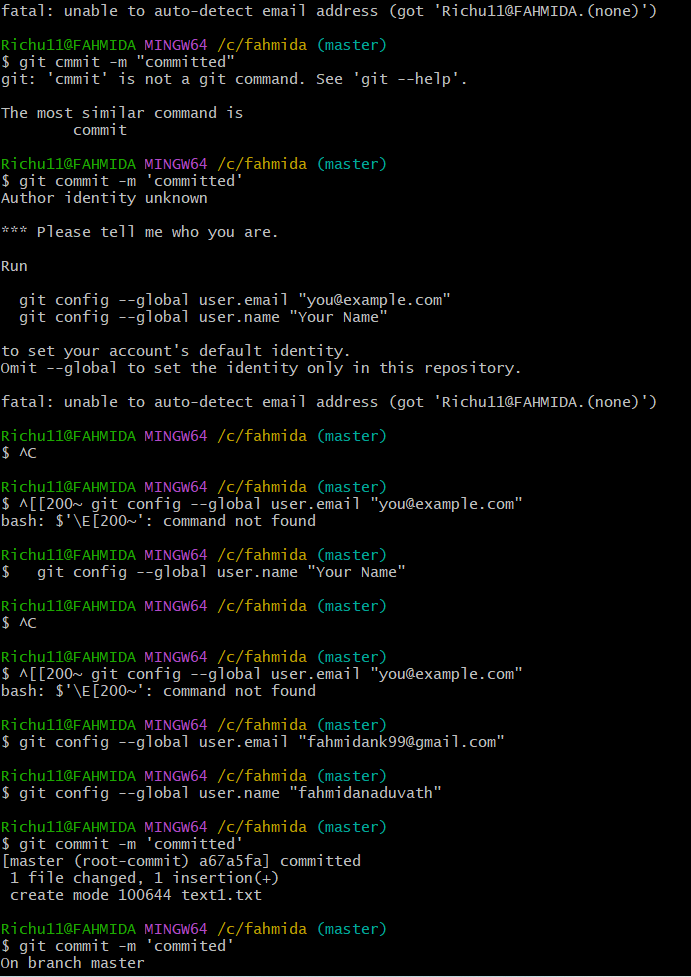 fatal: unable to auto-detect email address (got 'Richu11@FAHMIDA.(none)')
Richu11@FAHMIDA MINGW64 /c/fahmida (master)
$ git cmmit -m "committed"
git: 'cmmit' is not a git command. See 'git --help'.
The most similar command is
        commit
Richu11@FAHMIDA MINGW64 /c/fahmida (master)
$ git commit -m 'committed'
Author identity unknown
*** Please tell me who you are.
Run
  git config --global user.email "you@example.com"
  git config --global user.name "Your Name"
to set your account's default identity.
Omit --global to set the identity only in this repository.
fatal: unable to auto-detect email address (got 'Richu11@FAHMIDA.(none)')
Richu11@FAHMIDA MINGW64 /c/fahmida (master)
$ ^C
Richu11@FAHMIDA MINGW64 /c/fahmida (master)
$ ^[[200~ git config --global user.email "you@example.com"
bash: $'\E[200~': command not found
Richu11@FAHMIDA MINGW64 /c/fahmida (master)
$   git config --global user.name "Your Name"
Richu11@FAHMIDA MINGW64 /c/fahmida (master)
$ ^C
Richu11@FAHMIDA MINGW64 /c/fahmida (master)
$ ^[[200~ git config --global user.email "you@example.com"
bash: $'\E[200~': command not found
Richu11@FAHMIDA MINGW64 /c/fahmida (master)
$ git config --global user.email "fahmidank99@gmail.com"
Richu11@FAHMIDA MINGW64 /c/fahmida (master)
$ git config --global user.name "fahmidanaduvath"
Richu11@FAHMIDA MINGW64 /c/fahmida (master)
$ git commit -m 'committed'
[master (root-commit) a67a5fa] committed
 1 file changed, 1 insertion(+)
 create mode 100644 text1.txt
Richu11@FAHMIDA MINGW64 /c/fahmida (master)
$ git commit -m 'commited'
On branch master